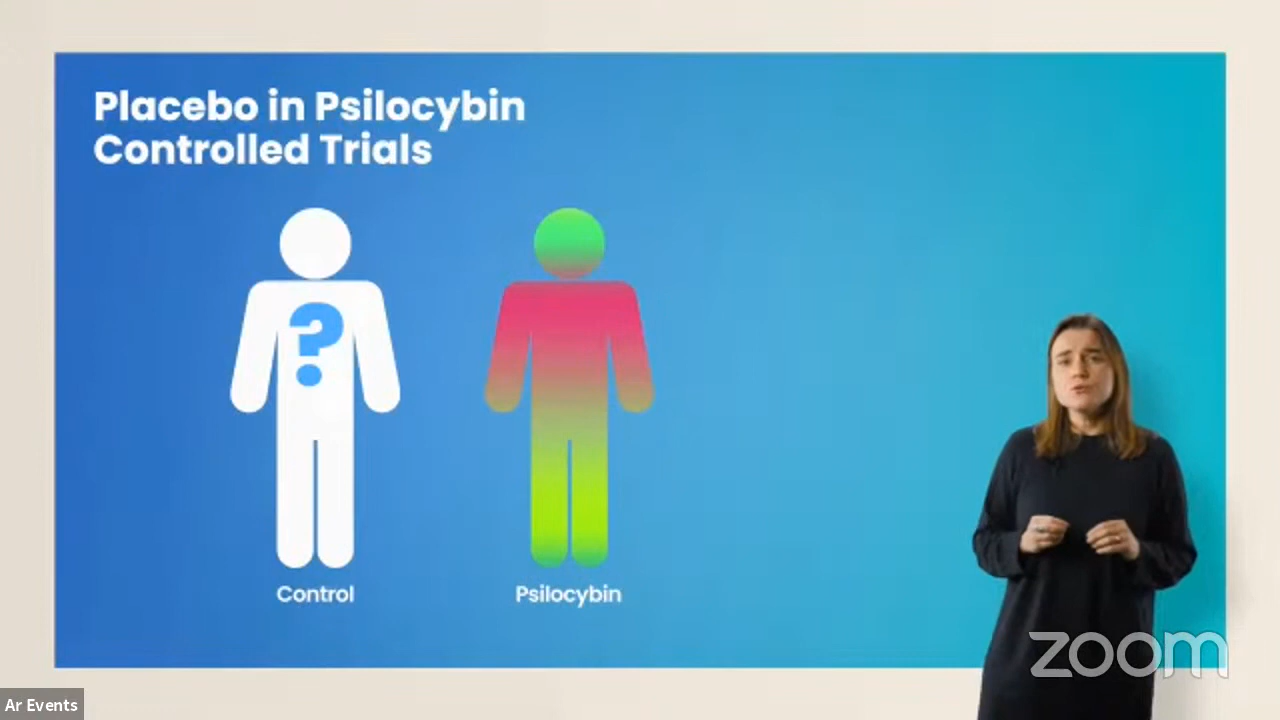 Placebo in Psilocybin
Controlled Trials
?
Control
Psilocybin
zoom
Ar Events